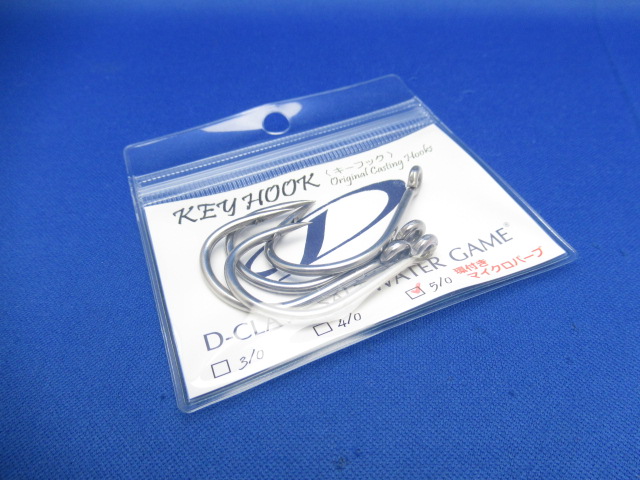 KEY HOOK
(キーフック)
Original Casting Hooks
D-CLA WATER GAME®
3/0
4/0
5/0
環付き
マイクロバーブ